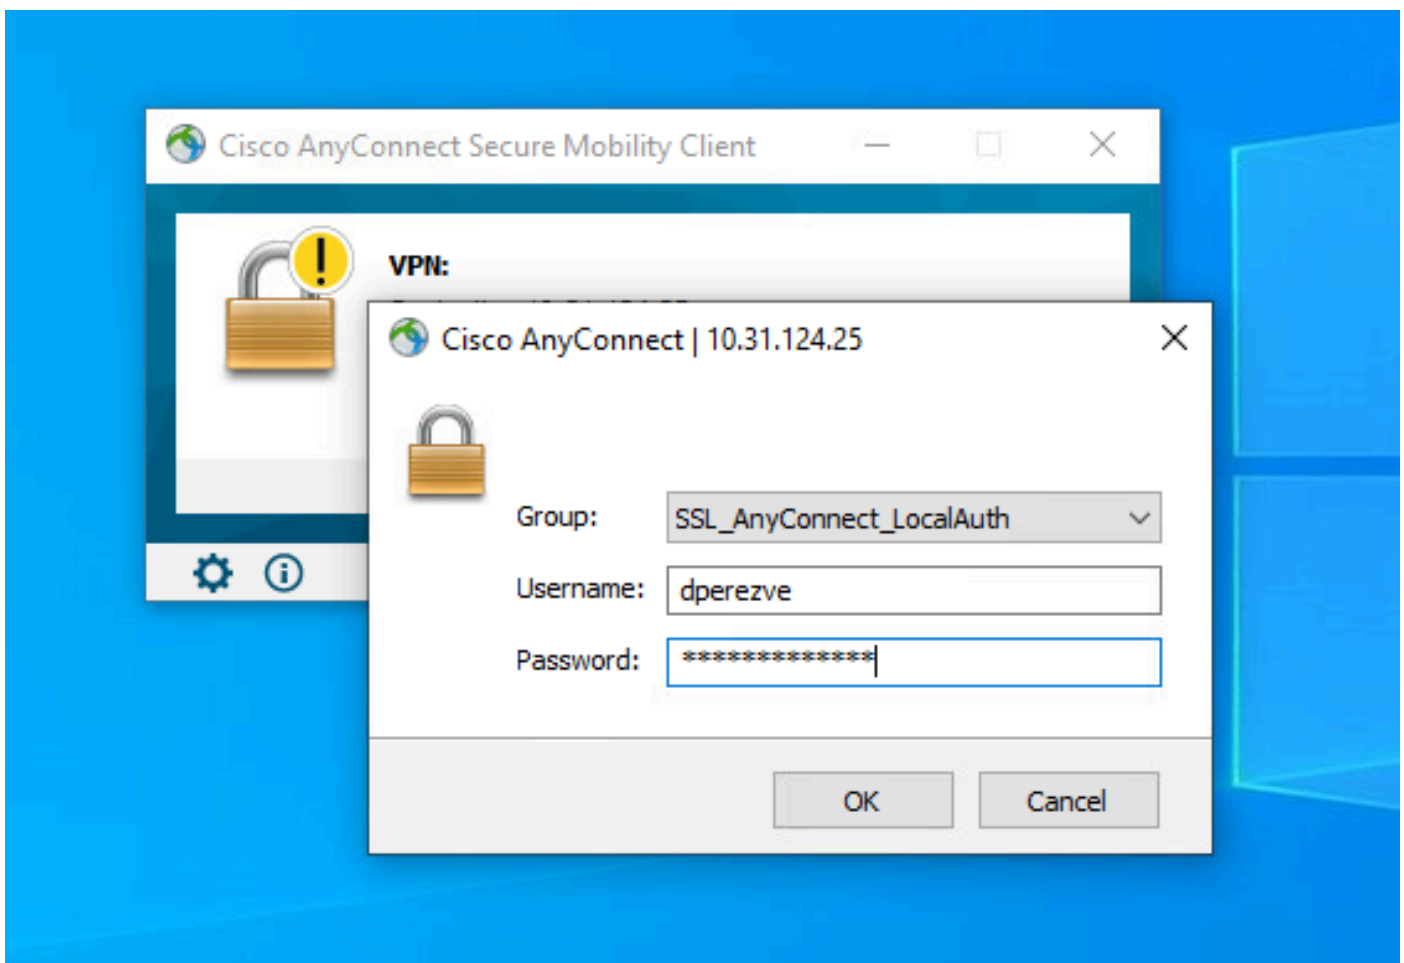 Cisco AnyConnect Secure Mobility Client
VPN:
Cisco AnyConnect | 10.31.124.25
Group:
SSL_AnyConnect_LocalAuth
Username:
dperezve
Password:
*************
OK
Cancel